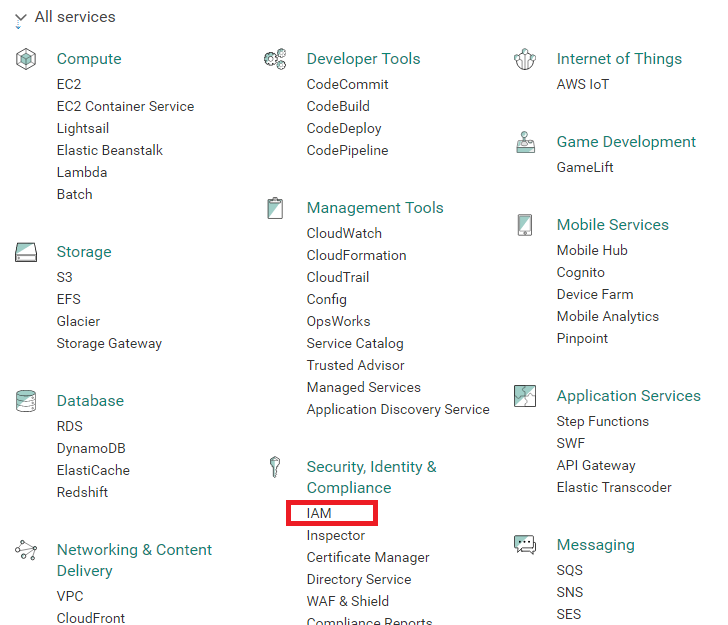 All services
Compute
EC2
EC2 Container Service
Lightsail
Elastic Beanstalk
Lambda
Batch
Storage
S3
EFS
Glacier
Storage Gateway
Database
RDS
DynamoDB
ElastiCache
Redshift
Networking & Content
Delivery
VPC
CloudFront
Developer Tools
CodeCommit
CodeBuild
CodeDeploy
CodePipeline
Management Tools
CloudWatch
CloudFormation
CloudTrail
Config
OpsWorks
Service Catalog
Trusted Advisor
Managed Services
Application Discovery Service
Security, Identity &
Compliance
IAM
Inspector
Certificate Manager
Directory Service
WAF & Shield
Compliance Reports
Internet of Things
AWS IoT
Game Development
GameLift
Mobile Services
Mobile Hub
Cognito
Device Farm
Mobile Analytics
Pinpoint
Application Services
Step Functions
SWF
API Gateway
Elastic Transcoder
Messaging
SQS
SNS
SES